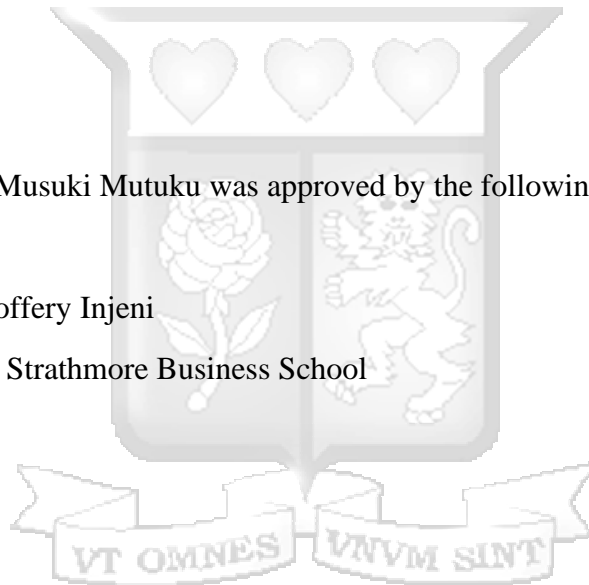 Musuki Mutuku was approved by the followin
offery Injeni
Strathmore Business School
VT OMNES VNVM SINT